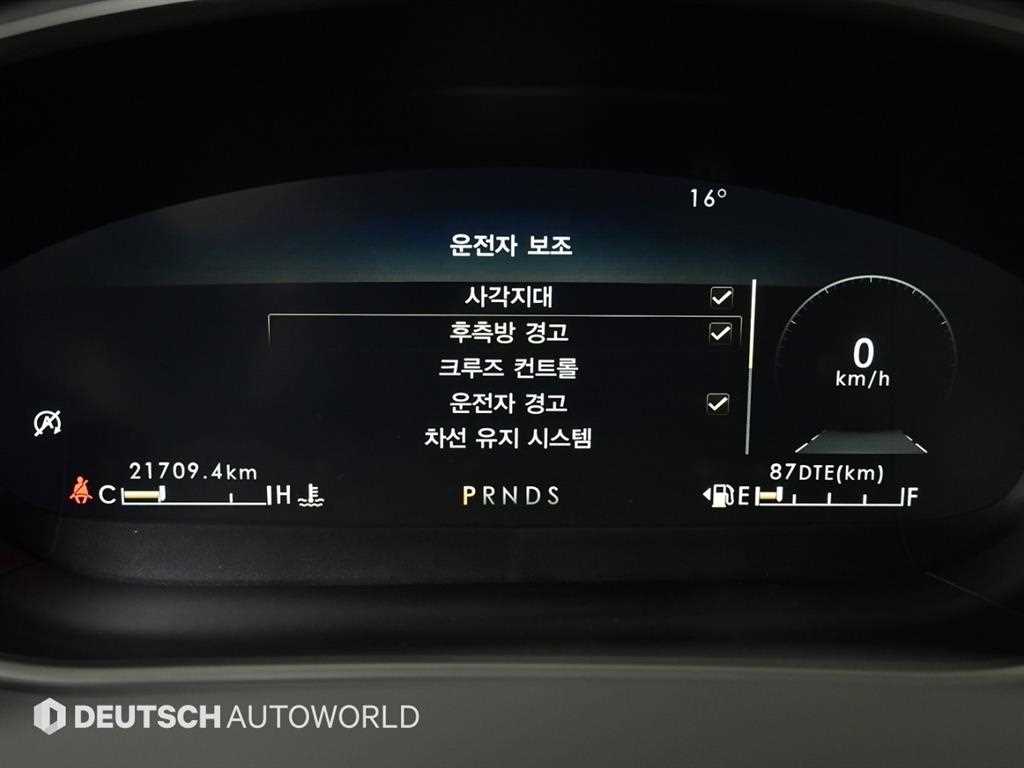 16°
운전자 보조
사각지대
후측방 경고
크루즈 컨트롤
운전자 경고
차선 유지 시스템
0
km/h
21709.4km
C H
PRNDS
87DTE(km)
E F
DEUTSCH AUTOWORLD